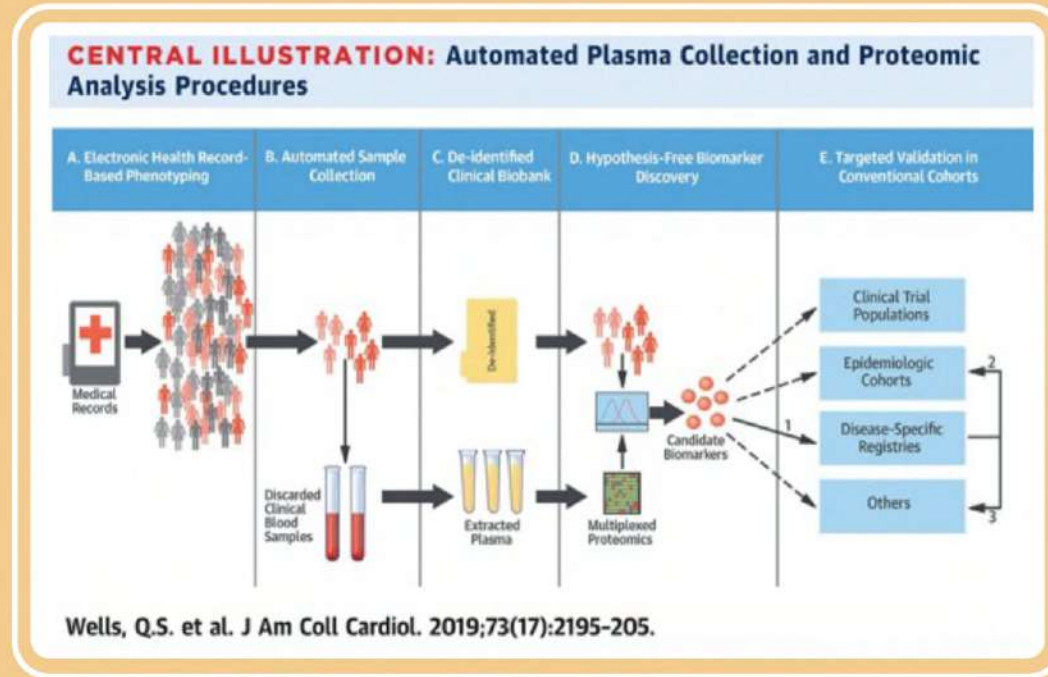 CENTRAL ILLUSTRATION: Automated Plasma Collection and Proteomic
Analysis Procedures
A. Electronic Health Record-
Based Phenotyping
B. Automated Sample
Collection
C. De-identified
Clinical Biobank
D. Hypothesis-Free Biomarker
Discovery
E. Targeted Validation in
Conventional Cohorts
Medical
Records
Discarded
Clinical
Blood
Samples
De-Identified
Extracted
Plasma
Multiplexed
Proteomics
Candidate
Biomarkers
1
Clinical Trial
Populations
Epidemiologic
Cohorts
2
Disease-Specific
Registries
Others
3
Wells, Q.S. et al. J Am Coll Cardiol. 2019;73(17):2195-205.